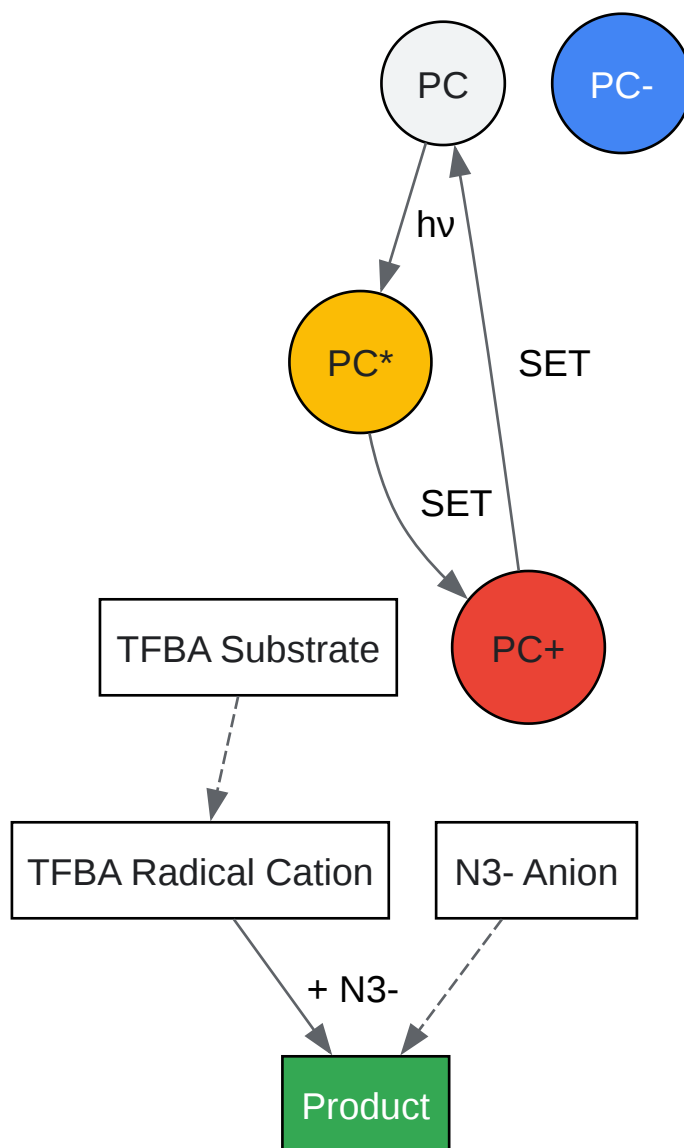 PC
PC-
hν
PC*
SET
SET
TFBA Substrate
PC+
TFBA Radical Cation
N3- Anion
+ N3-
Product